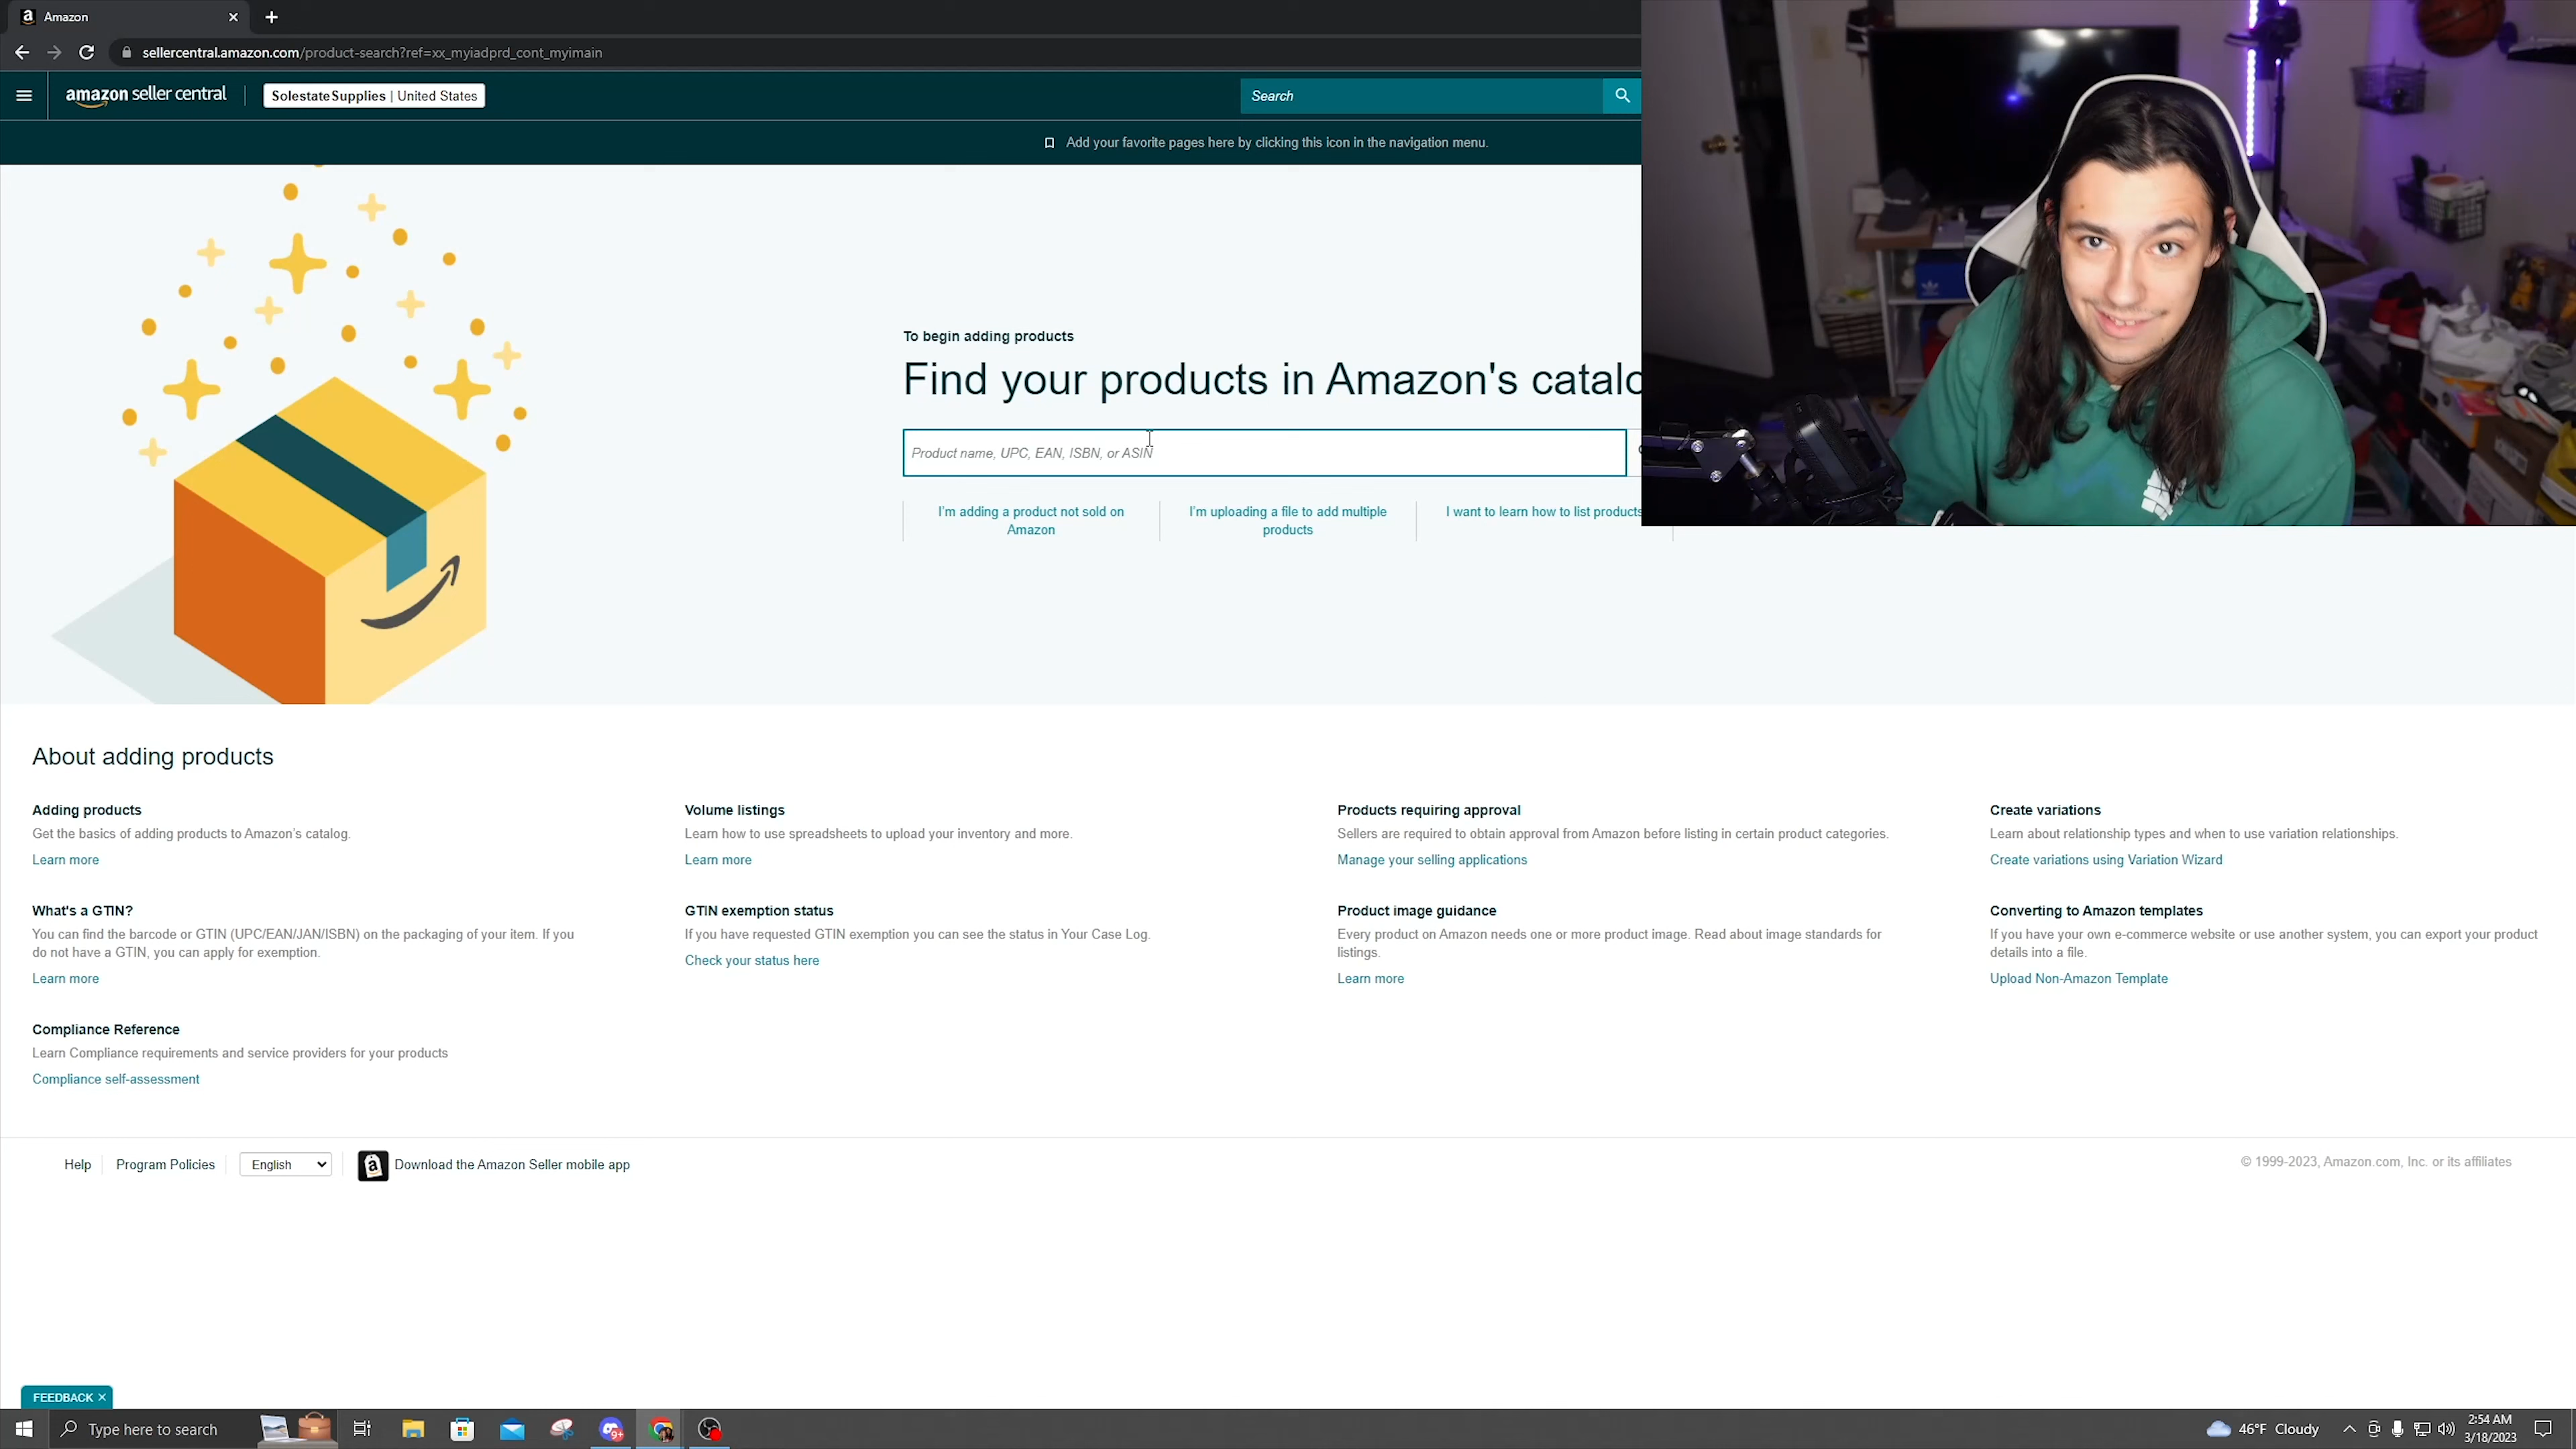 Amazon
sellercentral.amazon.com/product-search?ref=xx_myiadprd_cont_myimain
amazon seller central
SolestateSupplies | United States
Search
Add your favorite pages here by clicking this icon in the navigation menu.
To begin adding products
Find your products in Amazon's catalo
Product name, UPC, EAN, ISBN, or ASIN
I'm adding a product not sold on
Amazon
I'm uploading a file to add multiple
products
I want to learn how to list products
About adding products
Adding products
Get the basics of adding products to Amazon's catalog.
Learn more
Volume listings
Learn how to use spreadsheets to upload your inventory and more.
Learn more
Products requiring approval
Sellers are required to obtain approval from Amazon before listing in certain product categories.
Manage your selling applications
Create variations
Learn about relationship types and when to use variation relationships.
Create variations using Variation Wizard
What's a GTIN?
You can find the barcode or GTIN (UPC/EAN/JAN/ISBN) on the packaging of your item. If you
do not have a GTIN, you can apply for exemption.
Learn more
GTIN exemption status
If you have requested GTIN exemption you can see the status in Your Case Log.
Check your status here
Product image guidance
Every product on Amazon needs one or more product image. Read about image standards for
listings.
Learn more
Converting to Amazon templates
If you have your own e-commerce website or use another system, you can export your product
details into a file.
Upload Non-Amazon Template
Compliance Reference
Learn Compliance requirements and service providers for your products
Compliance self-assessment
Help
Program Policies
English
Download the Amazon Seller mobile app
© 1999-2023, Amazon.com, Inc. or its affiliates
FEEDBACK ×
Type here to search
9+
46°F Cloudy
2:54 AM
3/18/2023